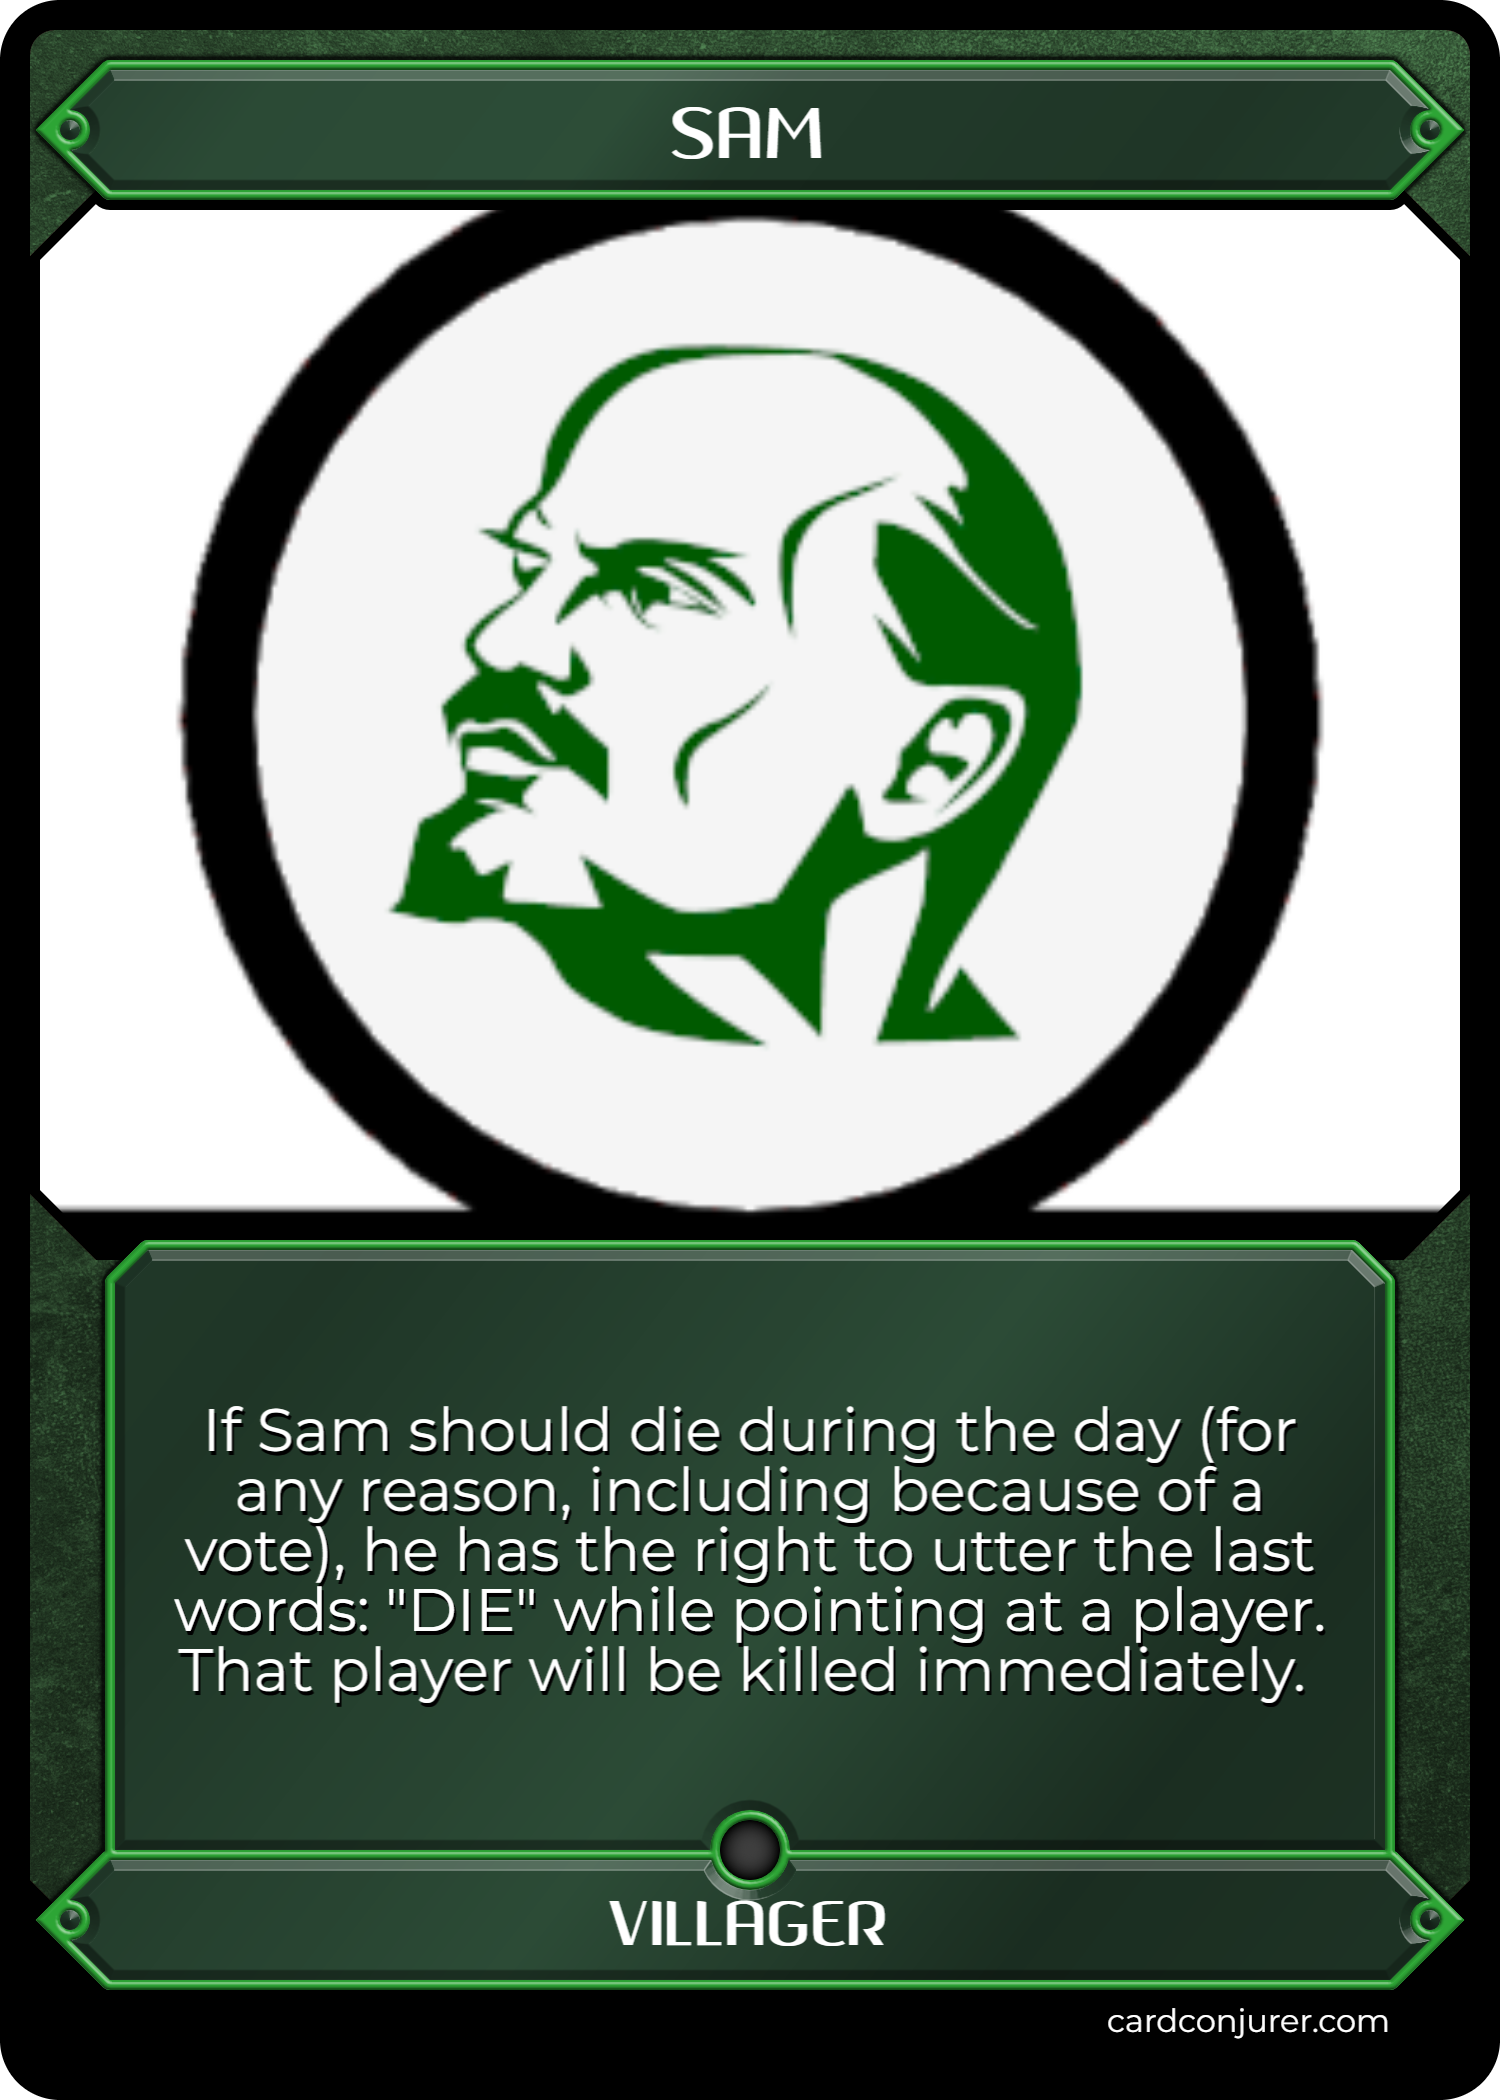 SAM
If Sam should die during the day (for
any reason, including because of a
vote), he has the right to utter the last
words: "DIE" while pointing at a player.
That player will be killed immediately.
VILLAGER
cardconjurer.com